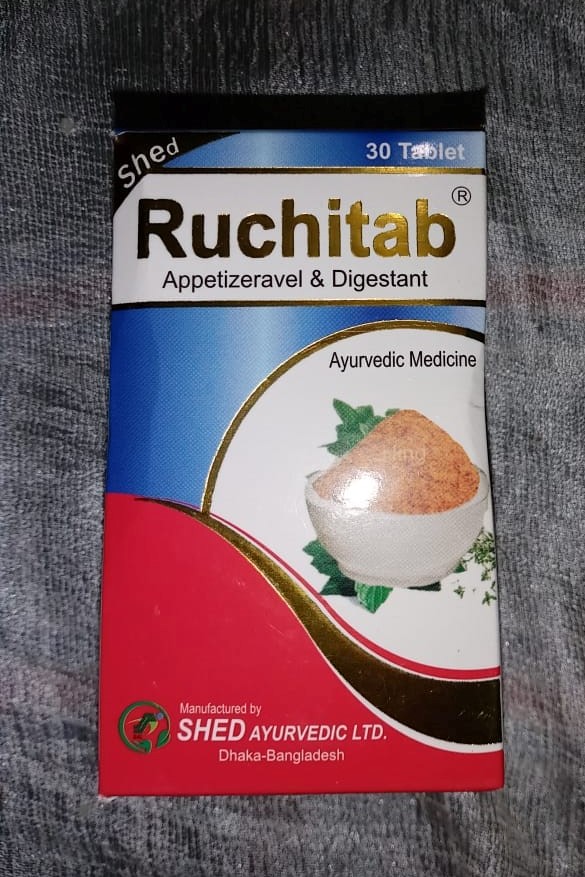 Shed
30 Tablet
Ruchitab®
Appetizeravel & Digestant
Ayurvedic Medicine
Manufactured by
SHED AYURVEDIC LTD.
Dhaka-Bangladesh